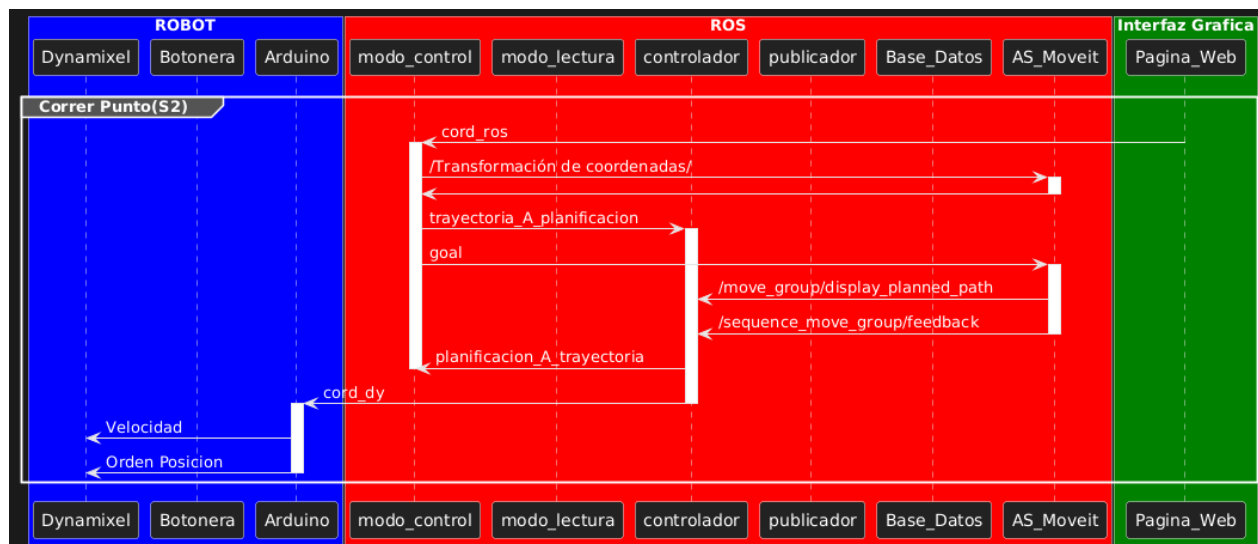 ROBOT
ROS
Interfaz Grafica
Dynamixel
Botonera
Arduino
modo_control
modo_lectura
controlador
publicador
Base_Datos
AS_Moveit
Pagina_Web
Correr Punto(S2)
cord_ros
/Transformación de coordenadas/
trayectoria_A_planificacion
goal
/move_group/display_planned_path
/sequence_move_group/feedback
planificacion_A_trayectoria
cord_dy
Velocidad
Orden Posicion
Dynamixel
Botonera
Arduino
modo_control
modo_lectura
controlador
publicador
Base_Datos
AS_Moveit
Pagina_Web